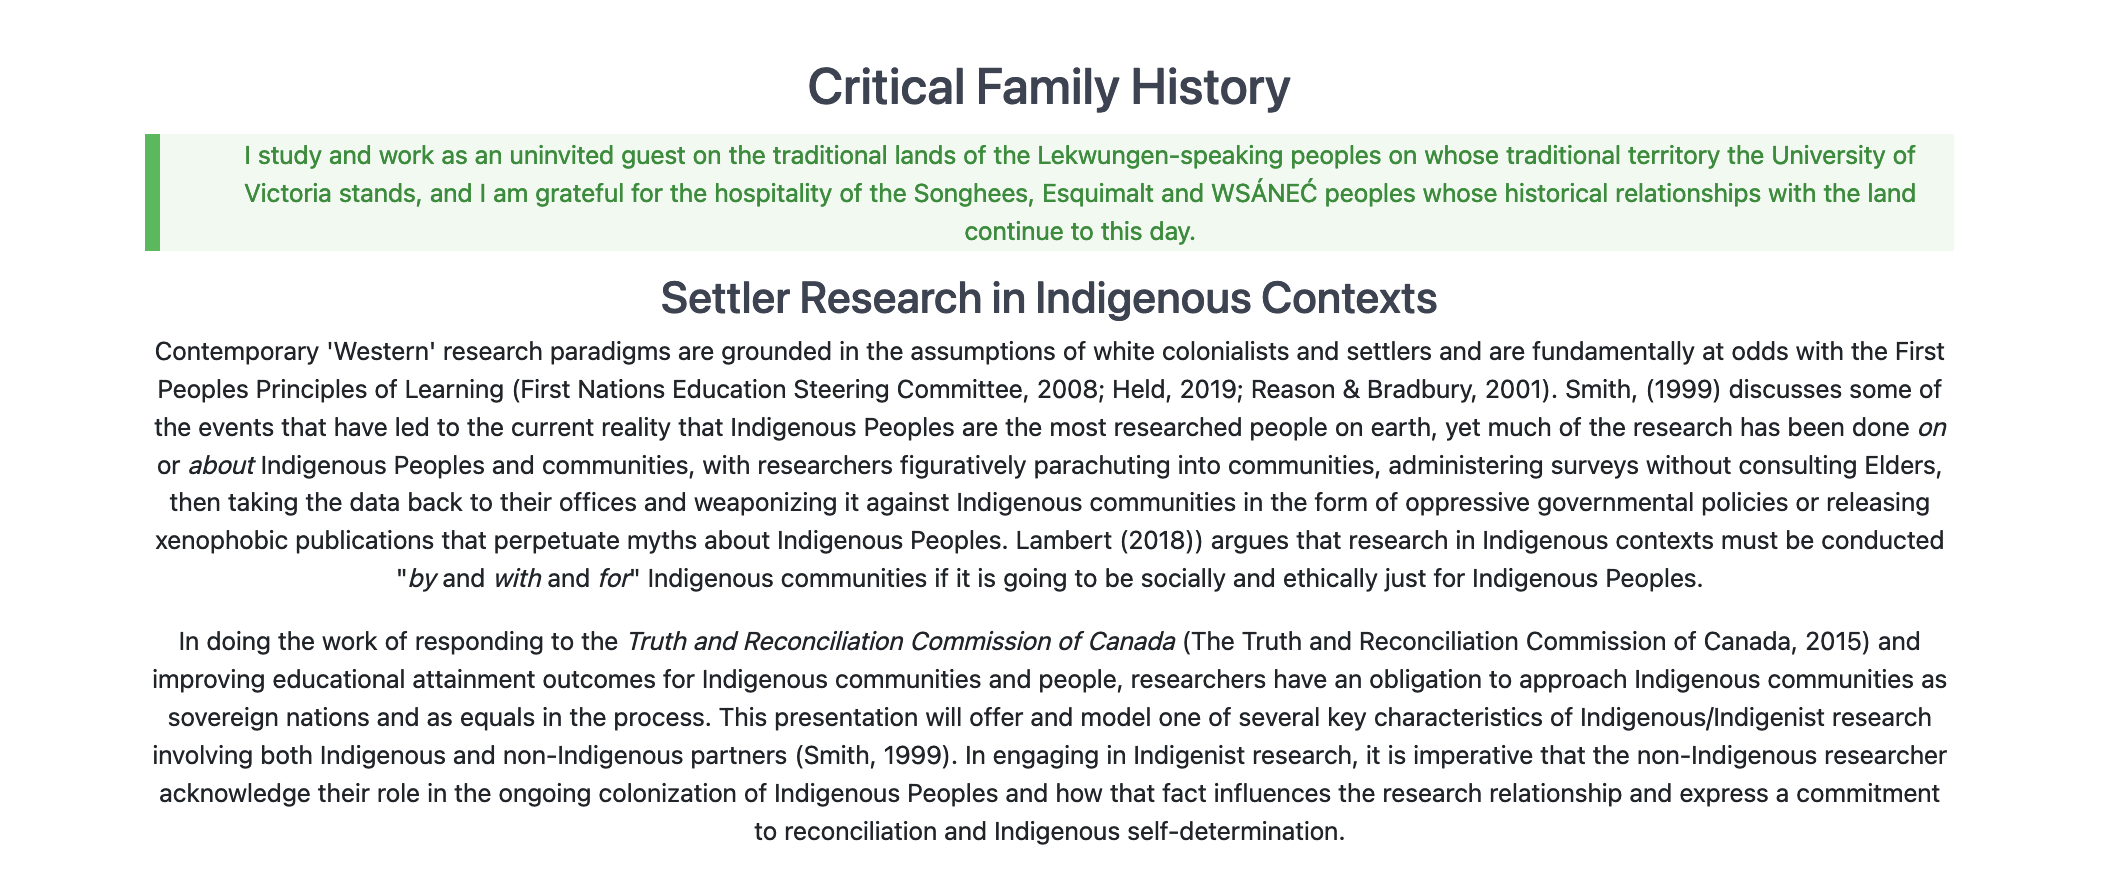 Critical Family History
I study and work as an uninvited guest on the traditional lands of the Lekwungen-speaking peoples on whose traditional territory the University of
Victoria stands, and I am grateful for the hospitality of the Songhees, Esquimalt and WSÁNEĆ peoples whose historical relationships with the land
continue to this day.
Settler Research in Indigenous Contexts
Contemporary 'Western' research paradigms are grounded in the assumptions of white colonialists and settlers and are fundamentally at odds with the First
Peoples Principles of Learning (First Nations Education Steering Committee, 2008; Held, 2019; Reason & Bradbury, 2001). Smith, (1999) discusses some of
the events that have led to the current reality that Indigenous Peoples are the most researched people on earth, yet much of the research has been done on
or about Indigenous Peoples and communities, with researchers figuratively parachuting into communities, administering surveys without consulting Elders,
then taking the data back to their offices and weaponizing it against Indigenous communities in the form of oppressive governmental policies or releasing
xenophobic publications that perpetuate myths about Indigenous Peoples. Lambert (2018)) argues that research in Indigenous contexts must be conducted
"by and with and for" Indigenous communities if it is going to be socially and ethically just for Indigenous Peoples.
In doing the work of responding to the Truth and Reconciliation Commission of Canada (The Truth and Reconciliation Commission of Canada, 2015) and
improving educational attainment outcomes for Indigenous communities and people, researchers have an obligation to approach Indigenous communities as
sovereign nations and as equals in the process. This presentation will offer and model one of several key characteristics of Indigenous/Indigenist research
involving both Indigenous and non-Indigenous partners (Smith, 1999). In engaging in Indigenist research, it is imperative that the non-Indigenous researcher
acknowledge their role in the ongoing colonization of Indigenous Peoples and how that fact influences the research relationship and express a commitment
to reconciliation and Indigenous self-determination.